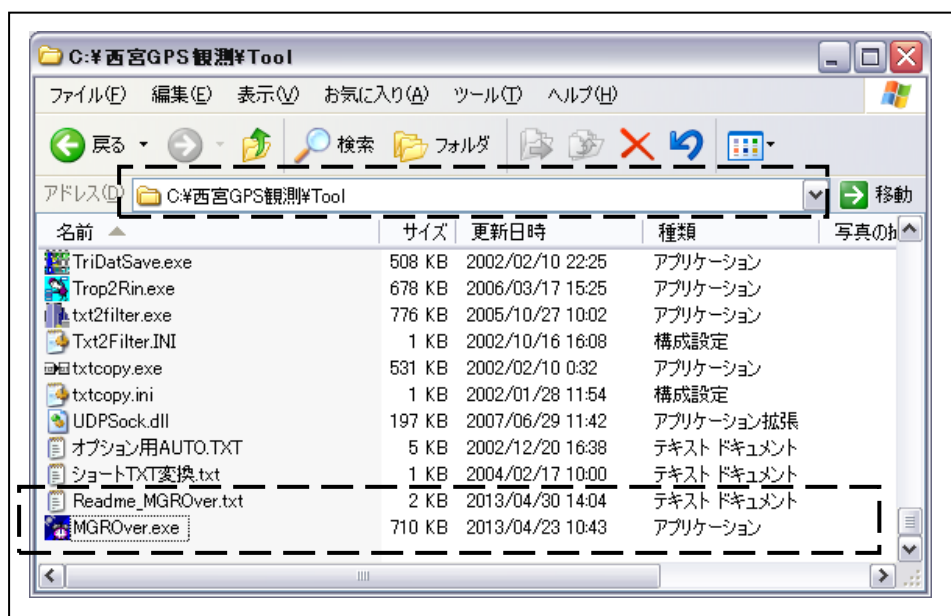 C:¥西宮GPS観測¥Tool
ファイル(F) 編集(E) 表示(V) お気に入り(A) ツール(T) ヘルプ(H)
戻る 検索 フォルダ
アドレス(D) C:¥西宮GPS観測¥Tool 移動
名前 サイズ 更新日時 種類 写真の
TriDatSave.exe 508 KB 2002/02/10 22:25 アプリケーション
Trop2Rin.exe 678 KB 2006/03/17 15:25 アプリケーション
txt2filter.exe 776 KB 2005/10/27 10:02 アプリケーション
Txt2Filter.INI 1 KB 2002/10/16 16:08 構成設定
txtcopy.exe 531 KB 2002/02/10 0:32 アプリケーション
txtcopy.ini 1 KB 2002/01/28 11:54 構成設定
UDPSock.dll 197 KB 2007/06/29 11:42 アプリケーション拡張
オプション用AUTO.TXT 5 KB 2002/12/20 16:38 テキスト ドキュメント
ショートTXT変換.txt 1 KB 2004/02/17 10:00 テキスト ドキュメント
Readme_MGROver.txt 2 KB 2013/04/30 14:04 テキスト ドキュメント
MGROver.exe 710 KB 2013/04/23 10:43 アプリケーション